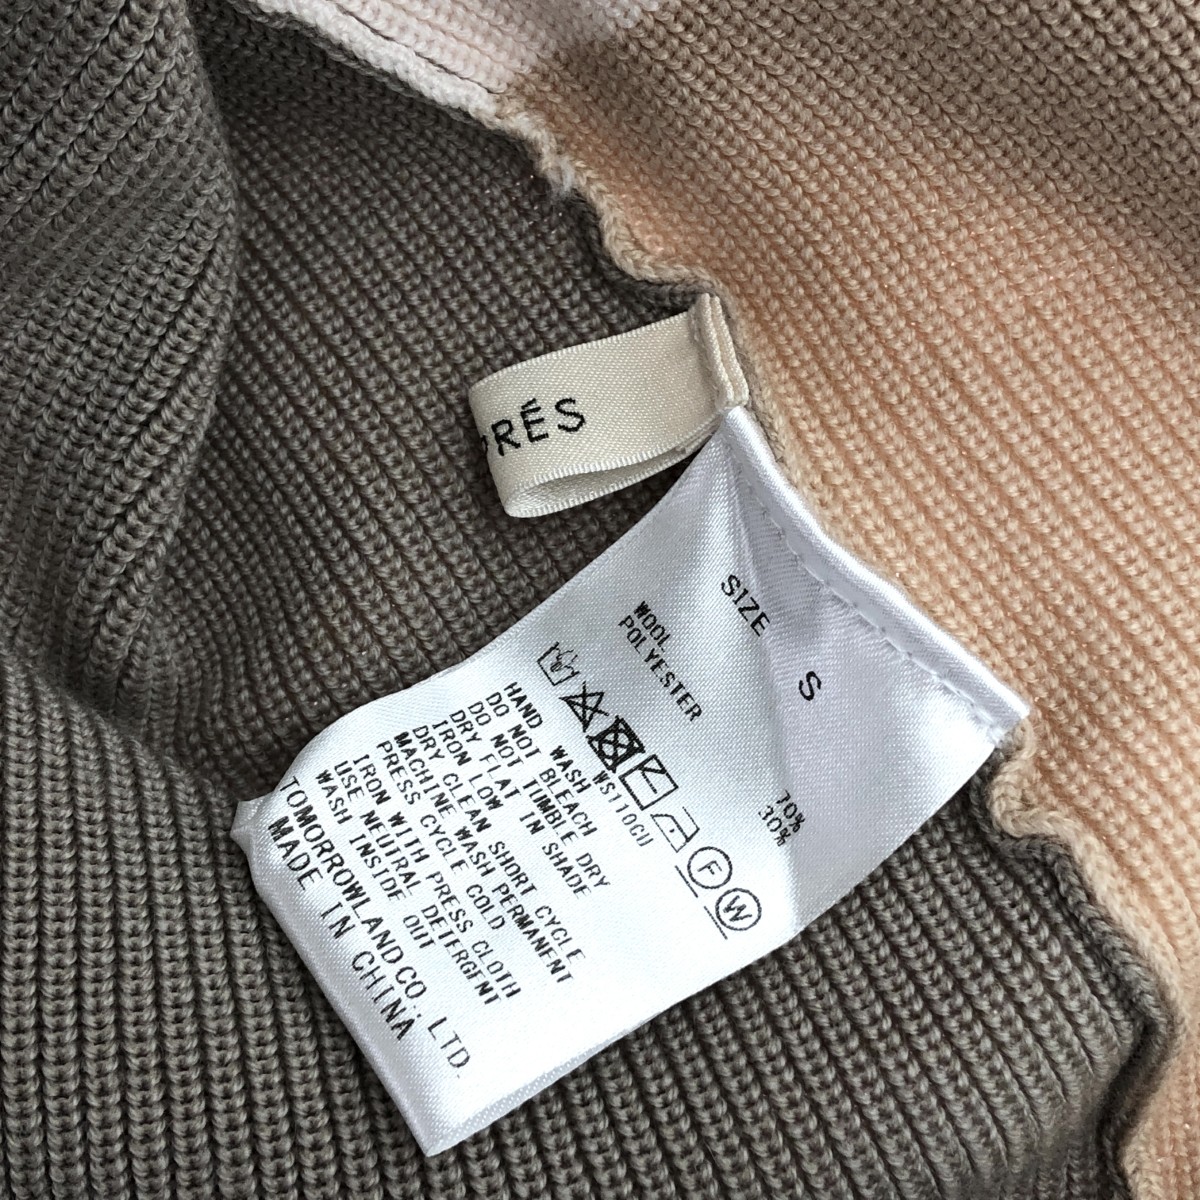 PRÉS
SIZE S
WOOL 70%
POLYESTER 30%
WS110CH
F W
HAND WASH
DO NOT BLEACH
DO NOT TUMBLE DRY
DRY FLAT IN SHADE
IRON LOW
DRY CLEAN SHORT CYCLE
MACHINE WASH PERMANENT
PRESS CYCLE COLD
IRON WITH PRESS CLOTH
USE NEUTRAL DETERGENT
WASH INSIDE OUT
TOMORROWLAND CO., LTD.
MADE IN CHINA